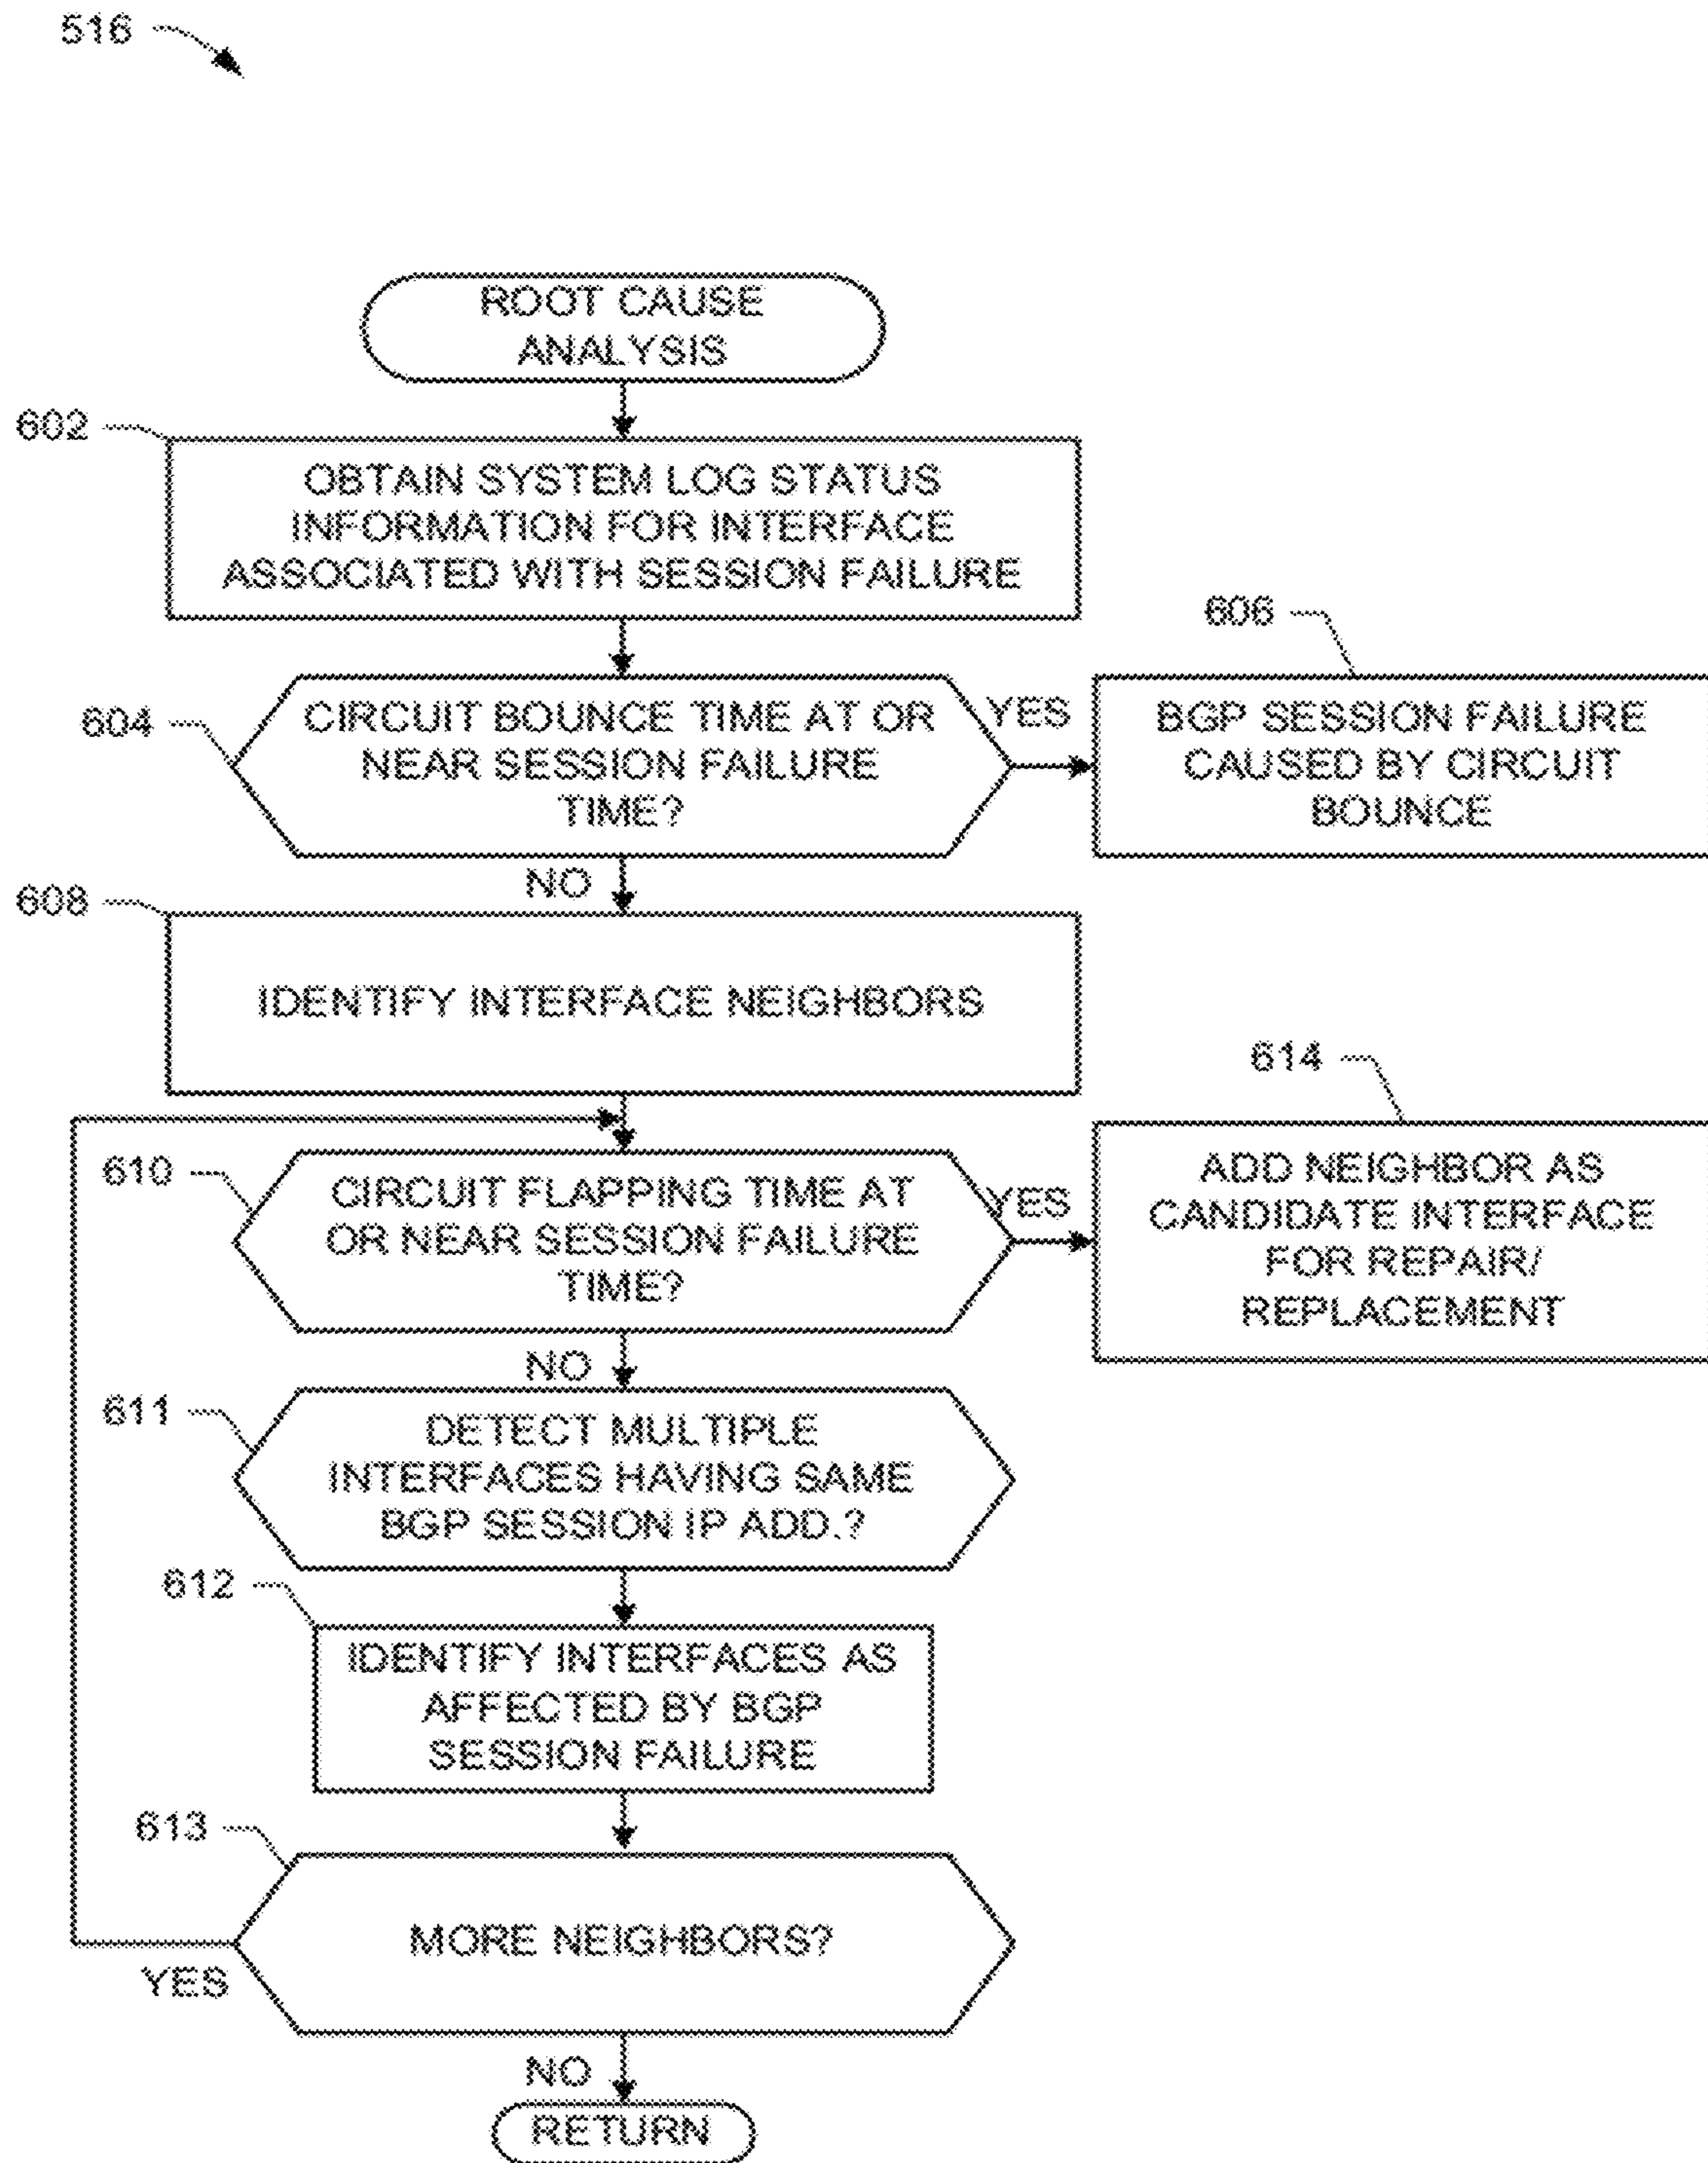 516
ROOT CAUSE
ANALYSIS
602
OBTAIN SYSTEM LOG STATUS
INFORMATION FOR INTERFACE
ASSOCIATED WITH SESSION FAILURE
604
CIRCUIT BOUNCE TIME AT OR
NEAR SESSION FAILURE
TIME?
YES
606
BGP SESSION FAILURE
CAUSED BY CIRCUIT
BOUNCE
NO
608
IDENTIFY INTERFACE NEIGHBORS
610
CIRCUIT FLAPPING TIME AT
OR NEAR SESSION FAILURE
TIME?
YES
614
ADD NEIGHBOR AS
CANDIDATE INTERFACE
FOR REPAIR/
REPLACEMENT
NO
611
DETECT MULTIPLE
INTERFACES HAVING SAME
BGP SESSION IP ADD.?
612
IDENTIFY INTERFACES AS
AFFECTED BY BGP
SESSION FAILURE
613
MORE NEIGHBORS?
YES
NO
RETURN